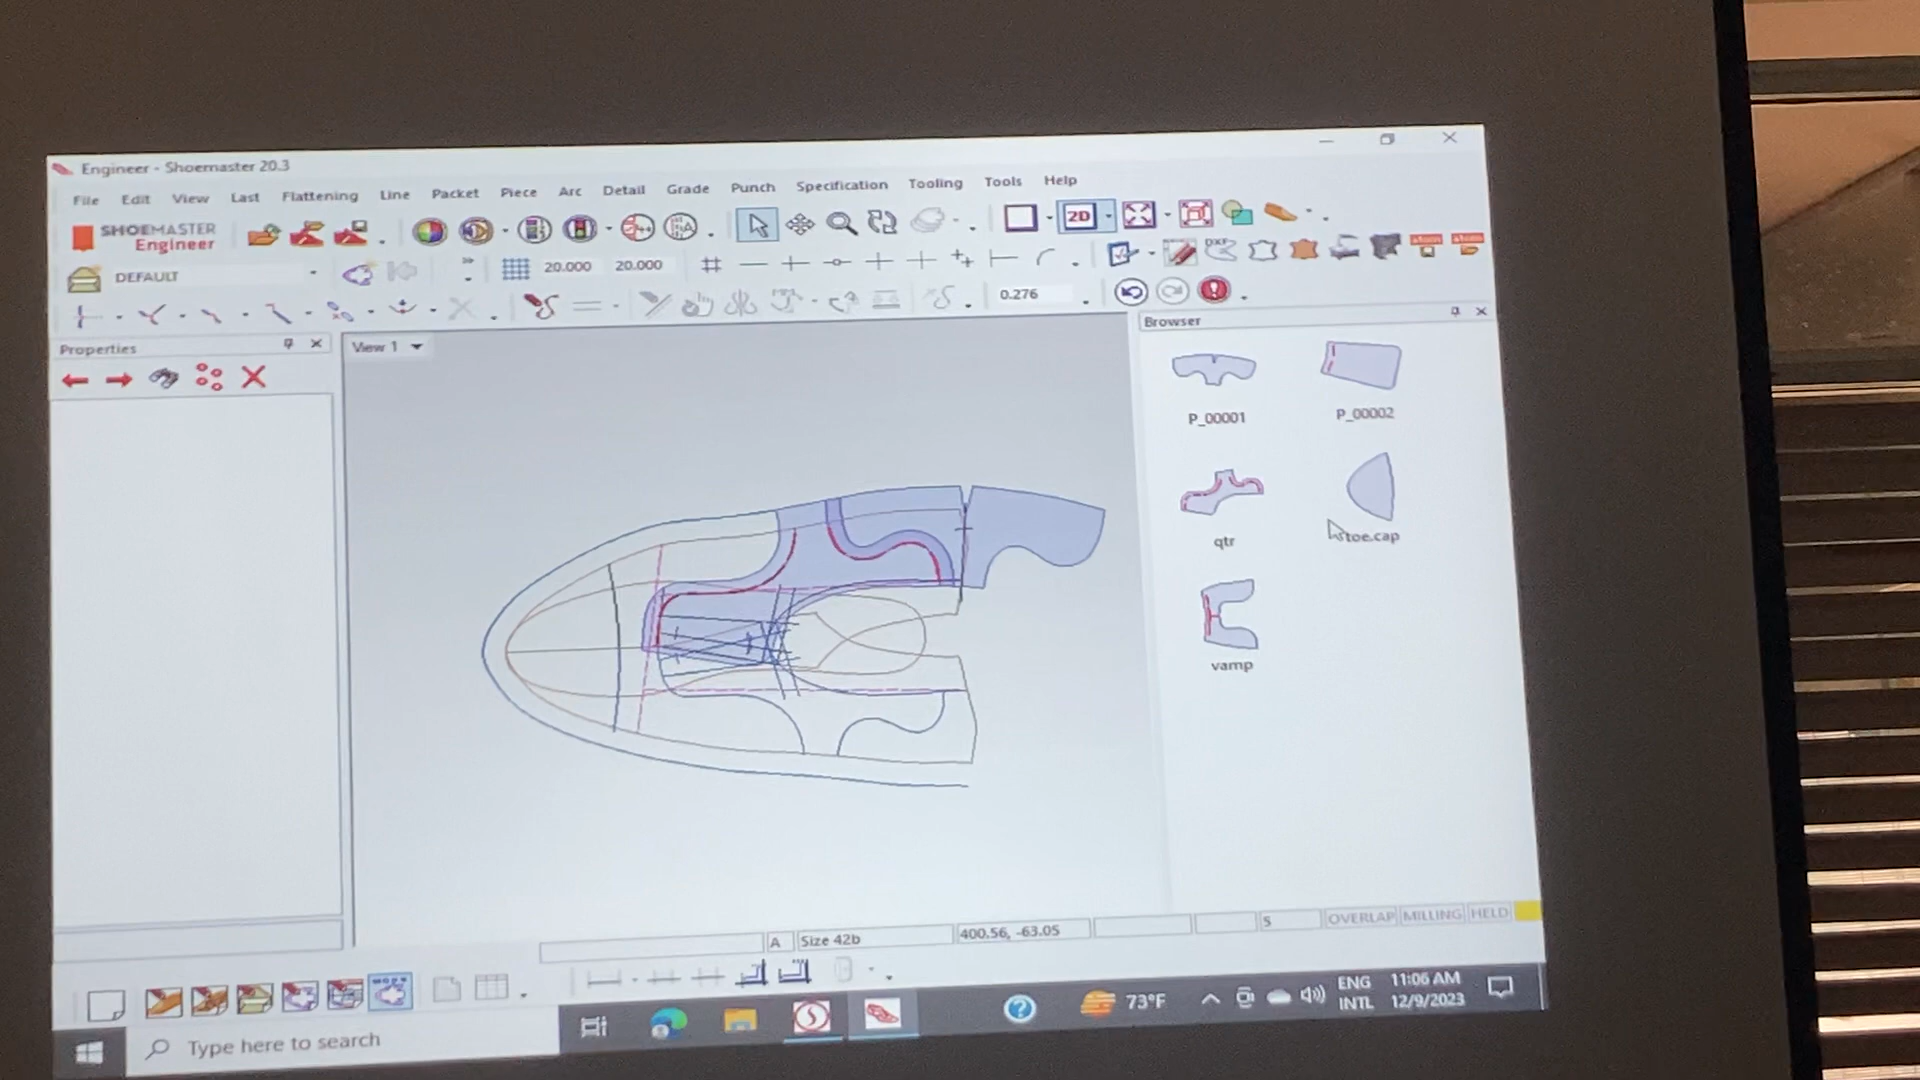 Engineer - Shoemaster 20.3
File Edit View Last Flattening Line Packet Piece Arc Detail Grade Punch Specification Tooling Tools Help
SHOEMASTER
Engineer
2D
DXF
DEFAULT
20.000 20.000
0.276
Properties
View 1
Browser
P_00001
P_00002
qtr
toe.cap
vamp
A
Size 42b
400.56, -63.05
S
OVERLAP MILLING HELD
Type here to search
73°F
ENG
INTL
11:06 AM
12/9/2023